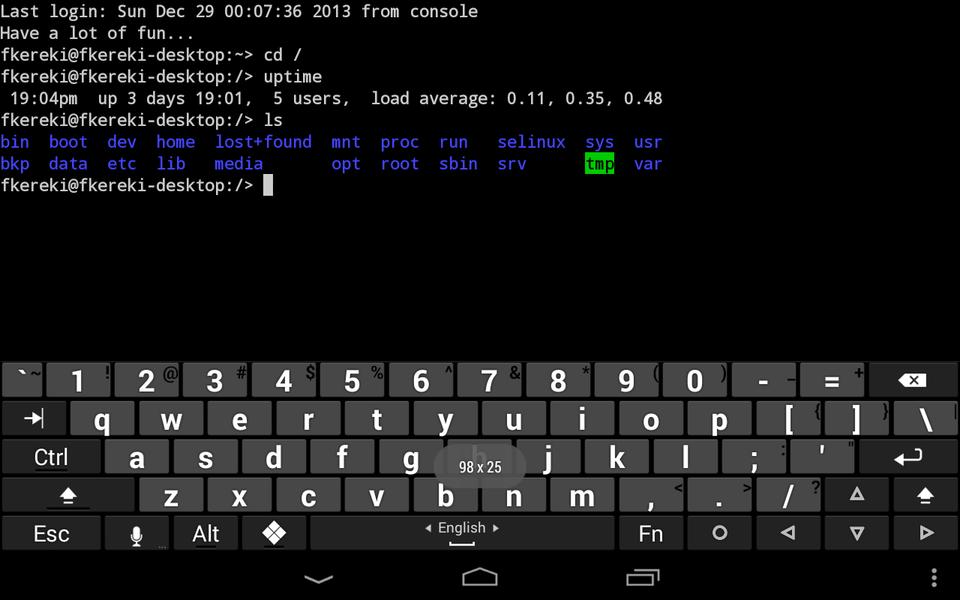 Last login: Sun Dec 29 00:07:36 2013 from console
Have a lot of fun...
fkereki@fkereki-desktop:~> cd /
fkereki@fkereki-desktop:/> uptime
 19:04pm  up 3 days 19:01,  5 users,  load average: 0.11, 0.35, 0.48
fkereki@fkereki-desktop:/> ls
bin  boot  dev  home  lost+found  mnt  proc  run   selinux  sys  usr
bkp  data  etc  lib   media       opt  root  sbin  srv      tmp  var
fkereki@fkereki-desktop:/>
` ~ 1 ! 2 @ 3 # 4 $ 5 % 6 ^ 7 & 8 * 9 ( 0 ) - _ = +
q w e r t y u i o p [ { ] } \ |
Ctrl a s d f g h j k l ; : ' "
98 x 25
z x c v b n m , < . > / ?
Esc ... Alt English Fn